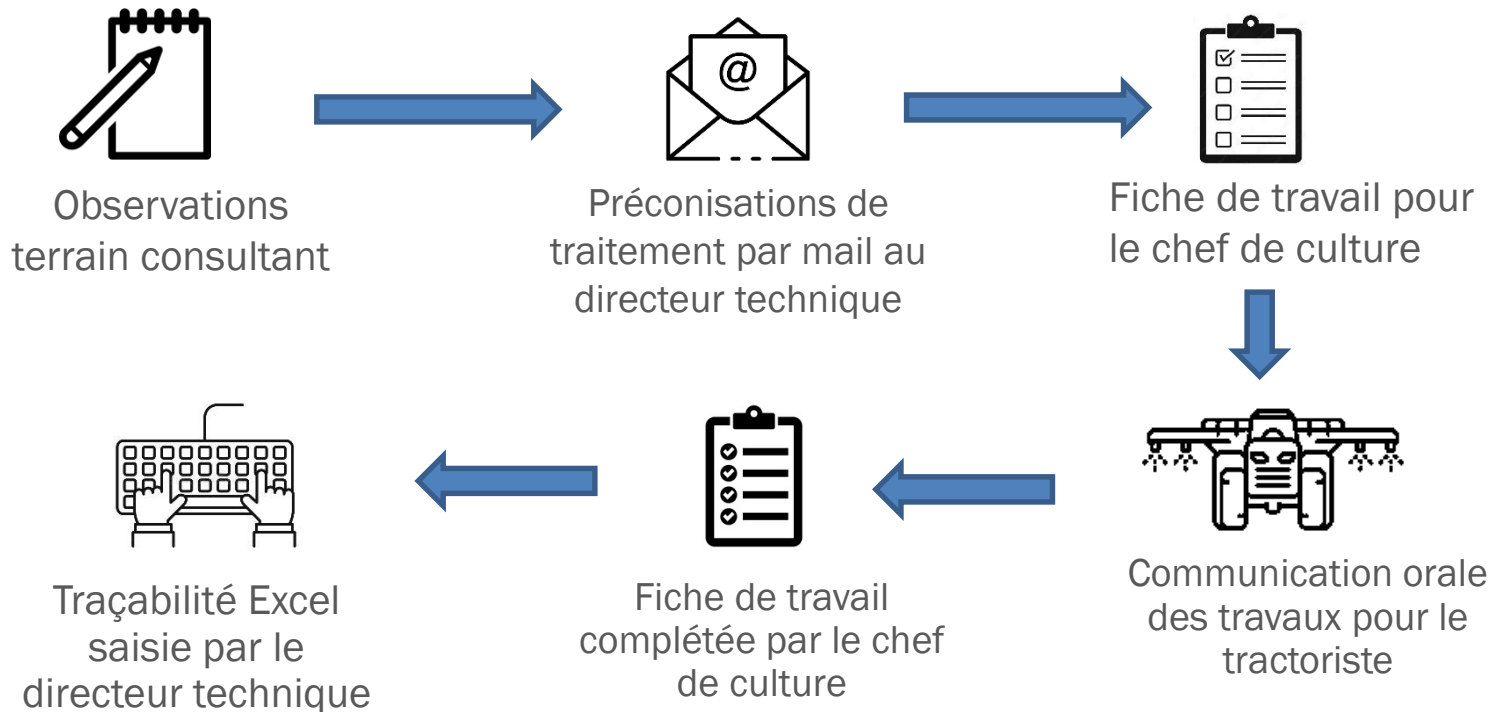 @
Observations
terrain consultant
Préconisations de
traitement par mail au
directeur technique
Fiche de travail pour
le chef de culture
Communication orale
des travaux pour le
tractoriste
Fiche de travail
complétée par le chef
de culture
Traçabilité Excel
saisie par le
directeur technique